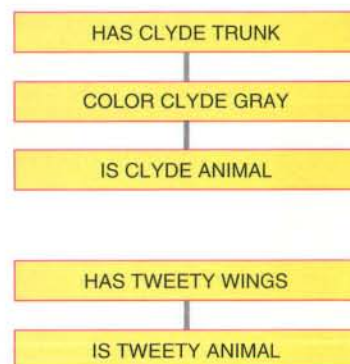 HAS CLYDE TRUNK
COLOR CLYDE GRAY
IS CLYDE ANIMAL
HAS TWEETY WINGS
IS TWEETY ANIMAL